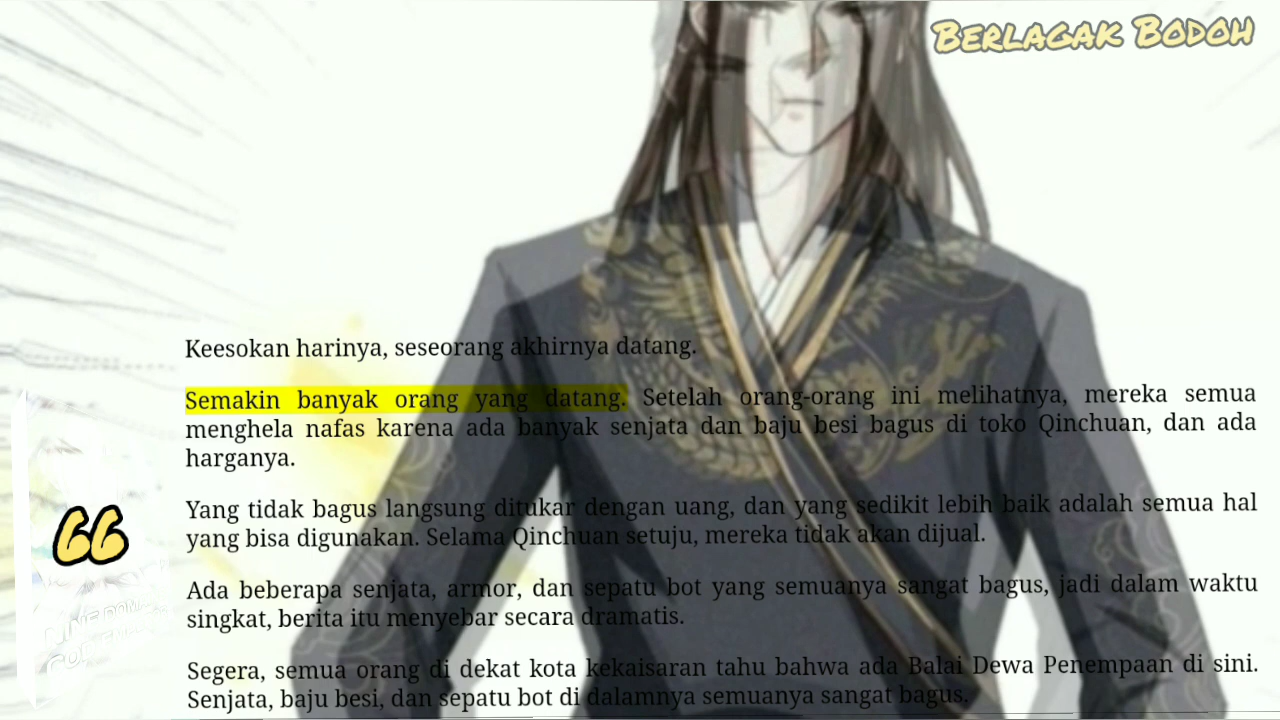 Berlagak Bodoh
Keesokan harinya, seseorang akhirnya datang.
Semakin banyak orang yang datang. Setelah orang-orang ini melihatnya, mereka semua
menghela nafas karena ada banyak senjata dan baju besi bagus di toko Qinchuan, dan ada
harganya.
66
Yang tidak bagus langsung ditukar dengan uang, dan yang sedikit lebih baik adalah semua hal
yang bisa digunakan. Selama Qinchuan setuju, mereka tidak akan dijual.
Ada beberapa senjata, armor, dan sepatu bot yang semuanya sangat bagus, jadi dalam waktu
singkat, berita itu menyebar secara dramatis.
Segera, semua orang di dekat kota kekaisaran tahu bahwa ada Balai Dewa Penempaan di sini.
Senjata, baju besi, dan sepatu bot di dalamnya semuanya sangat bagus.